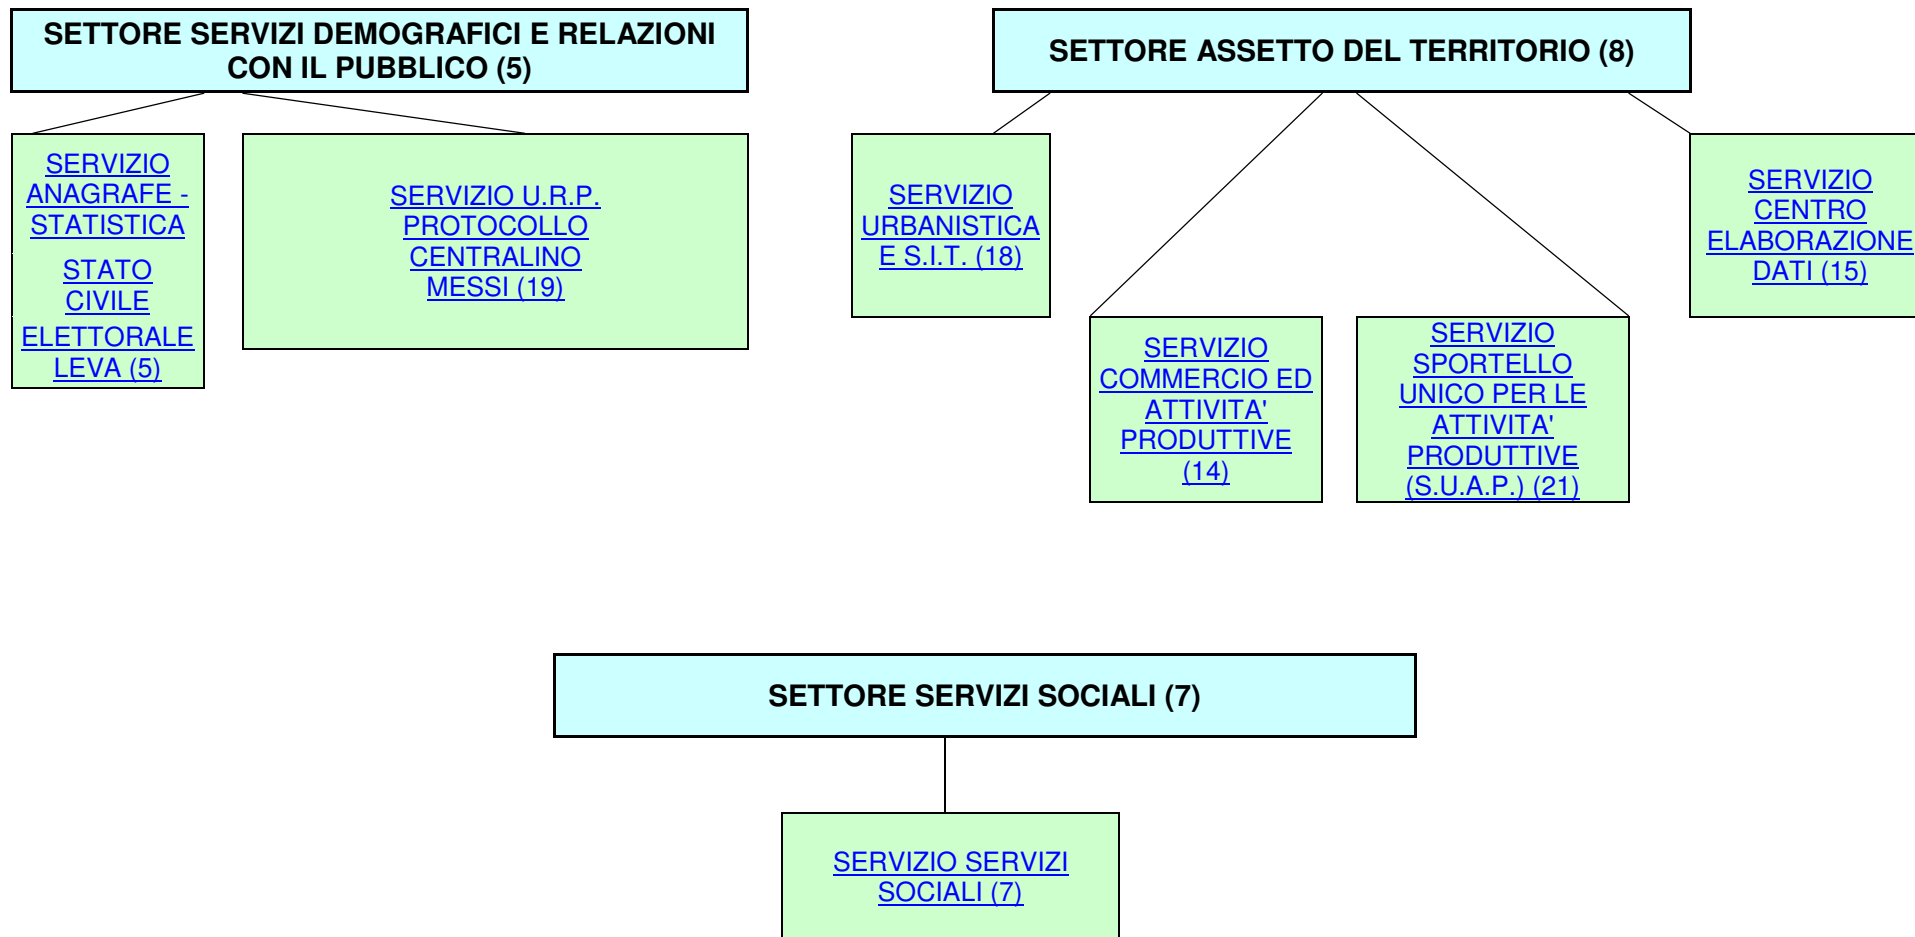 SETTORE SERVIZI DEMOGRAFICI E RELAZIONI
CON IL PUBBLICO (5)
SERVIZIO
ANAGRAFE -
STATISTICA
STATO
CIVILE
ELETTORALE
LEVA (5)
SERVIZIO U.R.P.
PROTOCOLLO
CENTRALINO
MESSI (19)
SETTORE ASSETTO DEL TERRITORIO (8)
SERVIZIO
URBANISTICA
E S.I.T. (18)
SERVIZIO
COMMERCIO ED
ATTIVITA'
PRODUTTIVE
(14)
SERVIZIO
SPORTELLO
UNICO PER LE
ATTIVITA'
PRODUTTIVE
(S.U.A.P.) (21)
SERVIZIO
CENTRO
ELABORAZIONE
DATI (15)
SETTORE SERVIZI SOCIALI (7)
SERVIZIO SERVIZI
SOCIALI (7)